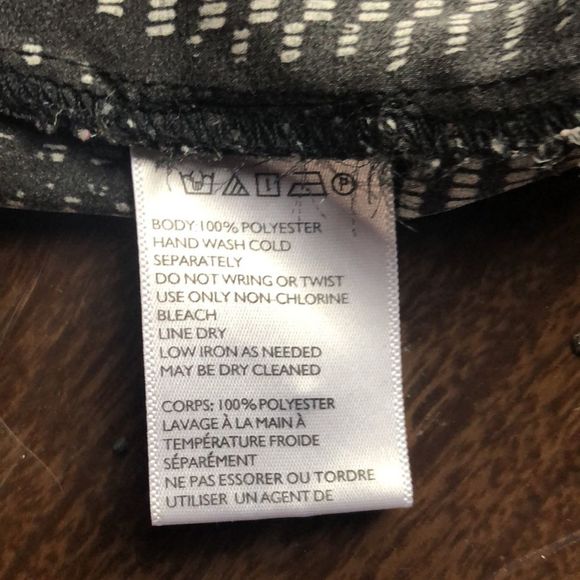 P
BODY 100% POLYESTER
HAND WASH COLD
SEPARATELY
DO NOT WRING OR TWIST
USE ONLY NON-CHLORINE
BLEACH
LINE DRY
LOW IRON AS NEEDED
MAY BE DRY CLEANED
CORPS: 100% POLYESTER
LAVAGE À LA MAIN À
TEMPÉRATURE FROIDE
SÉPARÉMENT
NE PAS ESSORER OU TORDRE
UTILISER UN AGENT DE